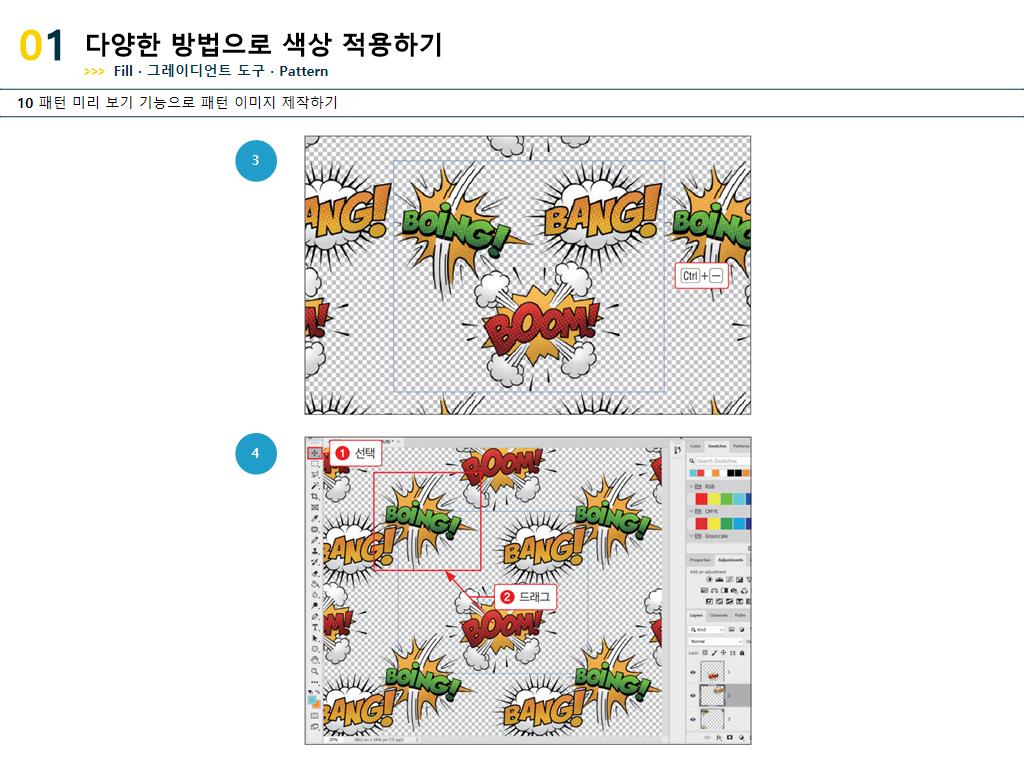 01 다양한 방법으로 색상 적용하기
>>> Fill · 그레이디언트 도구 · Pattern
10 패턴 미리 보기 기능으로 패턴 이미지 제작하기
3
BANG! BOING! BANG! BOING!
Ctrl + −
BOOM!
4
1 선택
Color Swatches Patterns
Search Swatches
RGB
CMYK
Grayscale
BOOM!
BOING! BOING!
BANG! BANG!
Properties Adjustments
Add an adjustment
2 드래그
BOOM!
Layers Channels Paths
Kind
Normal
Lock:
BOING! BOING!
BANG! BANG!
1
2
3